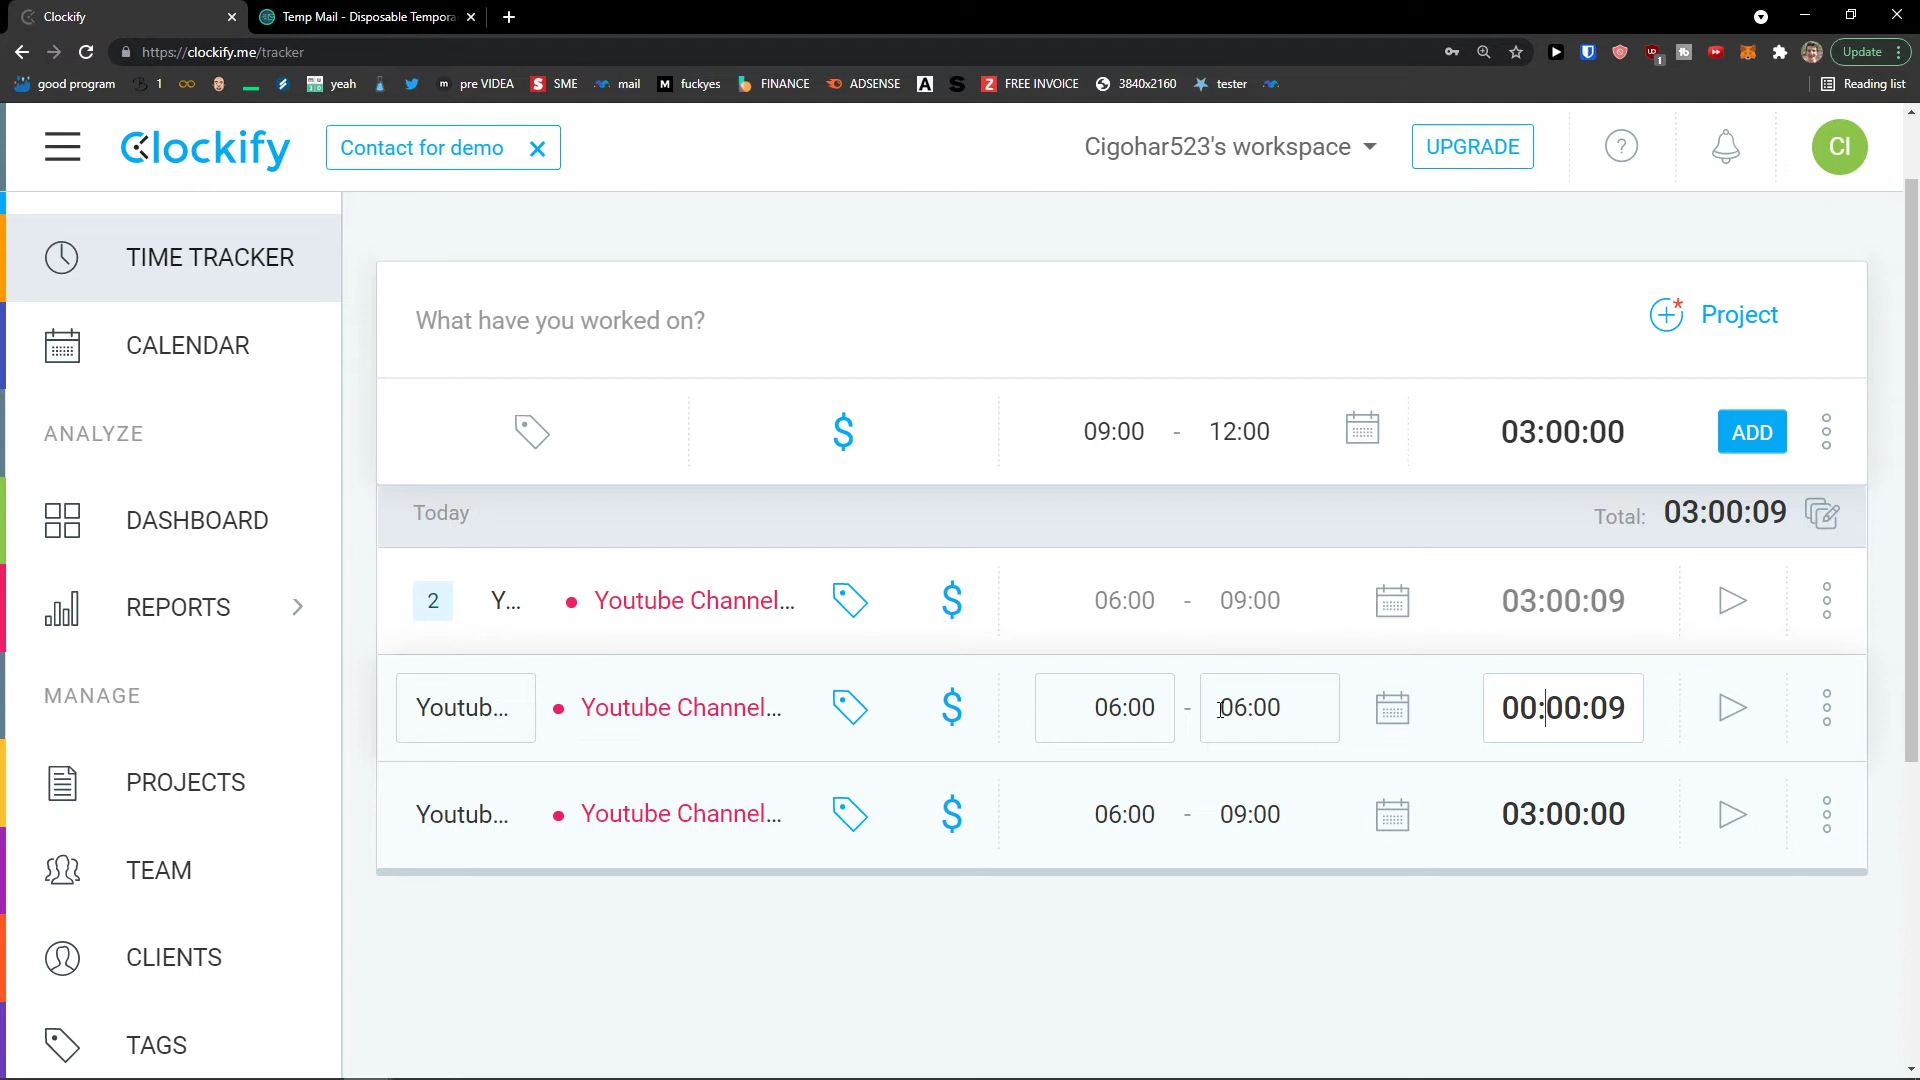 Clockify
Temp Mail - Disposable Tempora
https://clockify.me/tracker
Update
good program
1
yeah
pre VIDEA
SME
mail
fuckyes
FINANCE
ADSENSE
FREE INVOICE
3840x2160
tester
Reading list
Clockify
Contact for demo
Cigohar523's workspace
UPGRADE
CI
TIME TRACKER
CALENDAR
ANALYZE
DASHBOARD
REPORTS
MANAGE
PROJECTS
TEAM
CLIENTS
TAGS
What have you worked on?
Project
$ 09:00 - 12:00 03:00:00 ADD
Today Total: 03:00:09
2 Y... Youtube Channel... $ 06:00 - 09:00 03:00:09
Youtub... Youtube Channel... $ 06:00 - 06:00 00:00:09
Youtub... Youtube Channel... $ 06:00 - 09:00 03:00:00